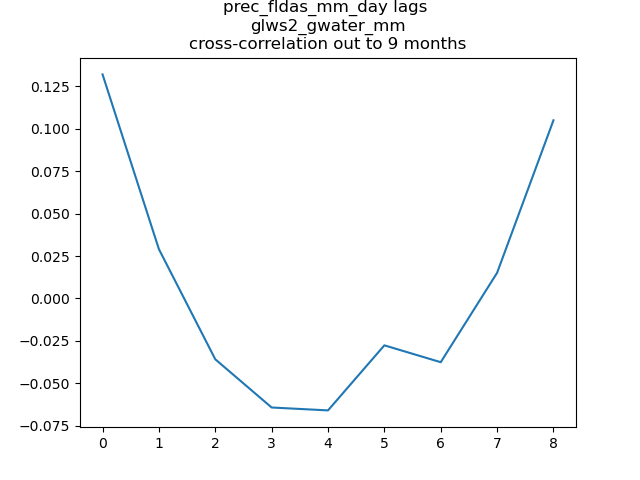 prec_fldas_mm_day lags
glws2_gwater_mm
cross-correlation out to 9 months
0.125
0.100
0.075
0.050
0.025
0.000
−0.025
−0.050
−0.075
0 1 2 3 4 5 6 7 8